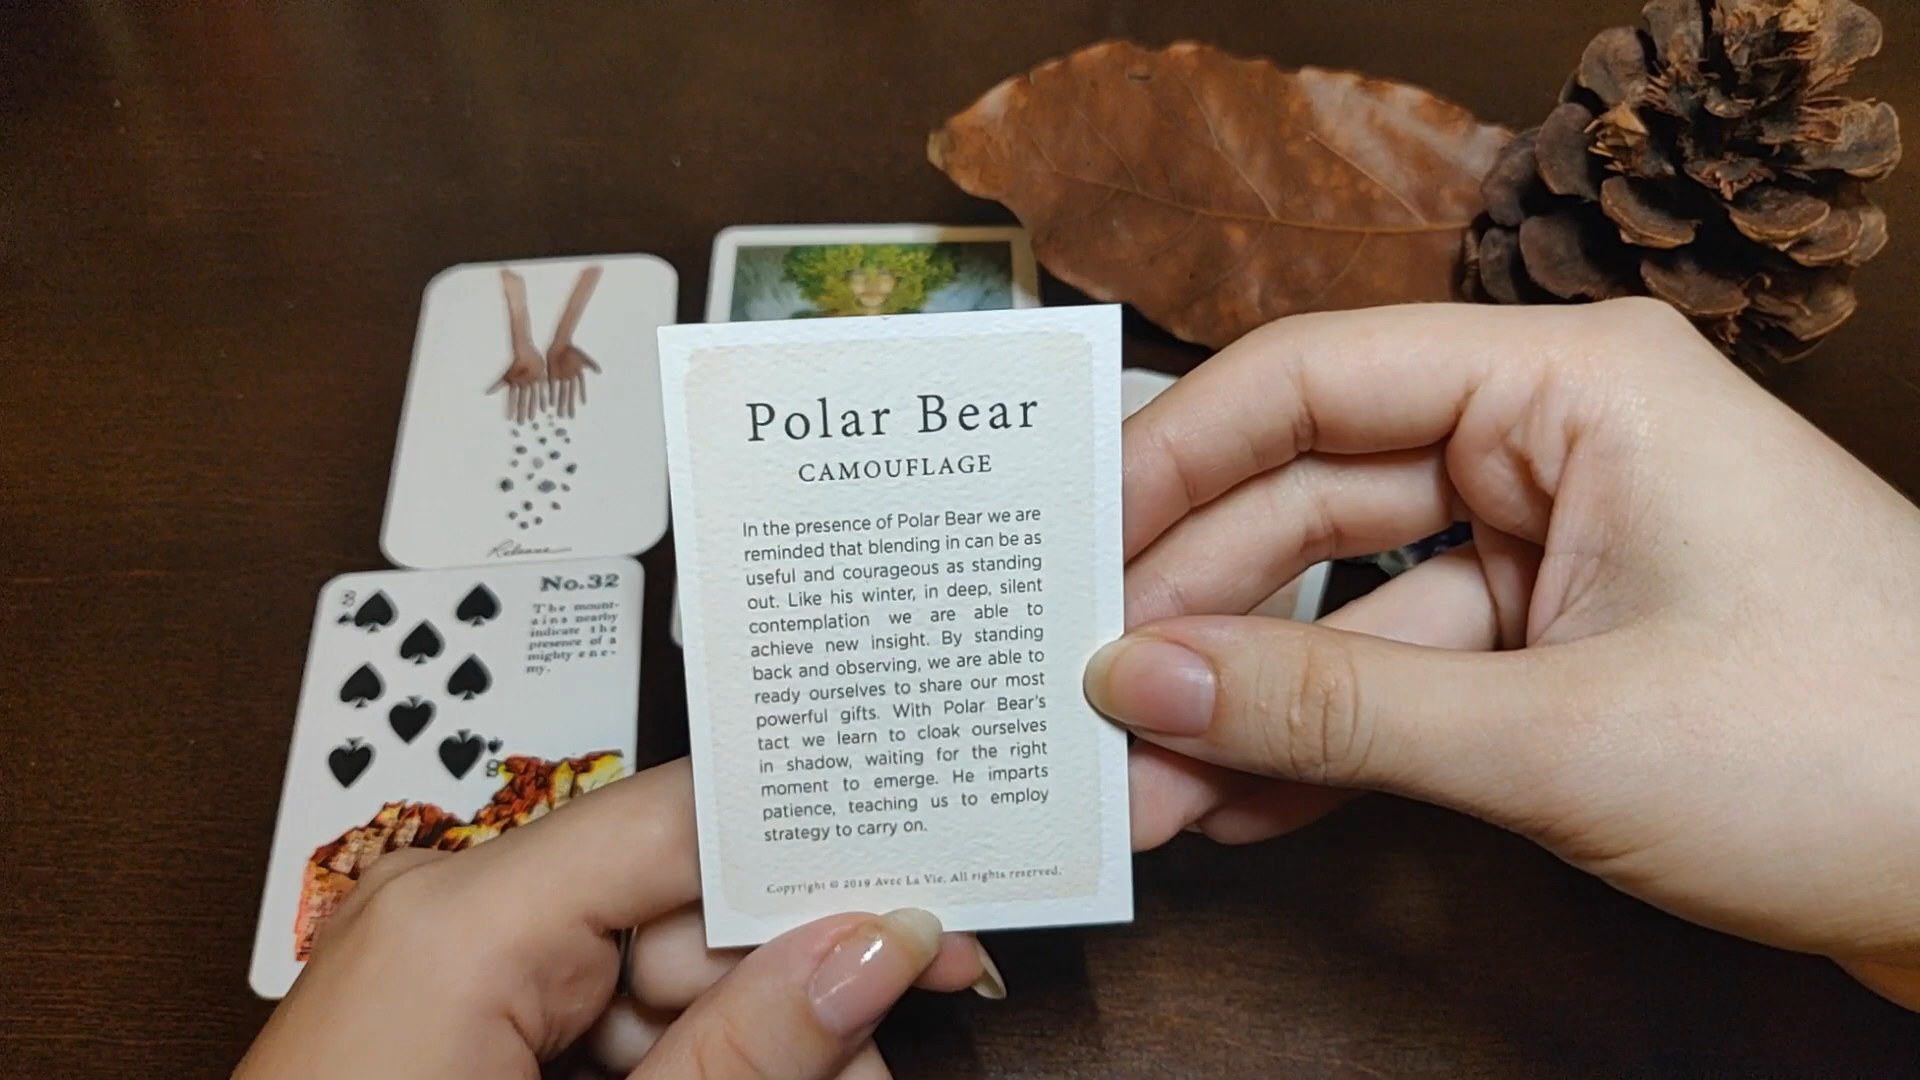 Polar Bear
CAMOUFLAGE
In the presence of Polar Bear we are
reminded that blending in can be as
useful and courageous as standing
out. Like his winter, in deep, silent
contemplation we are able to
achieve new insight. By standing
back and observing, we are able to
ready ourselves to share our most
powerful gifts. With Polar Bear's
tact we learn to cloak ourselves
in shadow, waiting for the right
moment to emerge. He imparts
patience, teaching us to employ
strategy to carry on.
Copyright © 2019 Avec La Vie. All rights reserved.
Release
8
No.32
The mount-
ains nearby
indicate the
presence of a
mighty ene-
my.
8